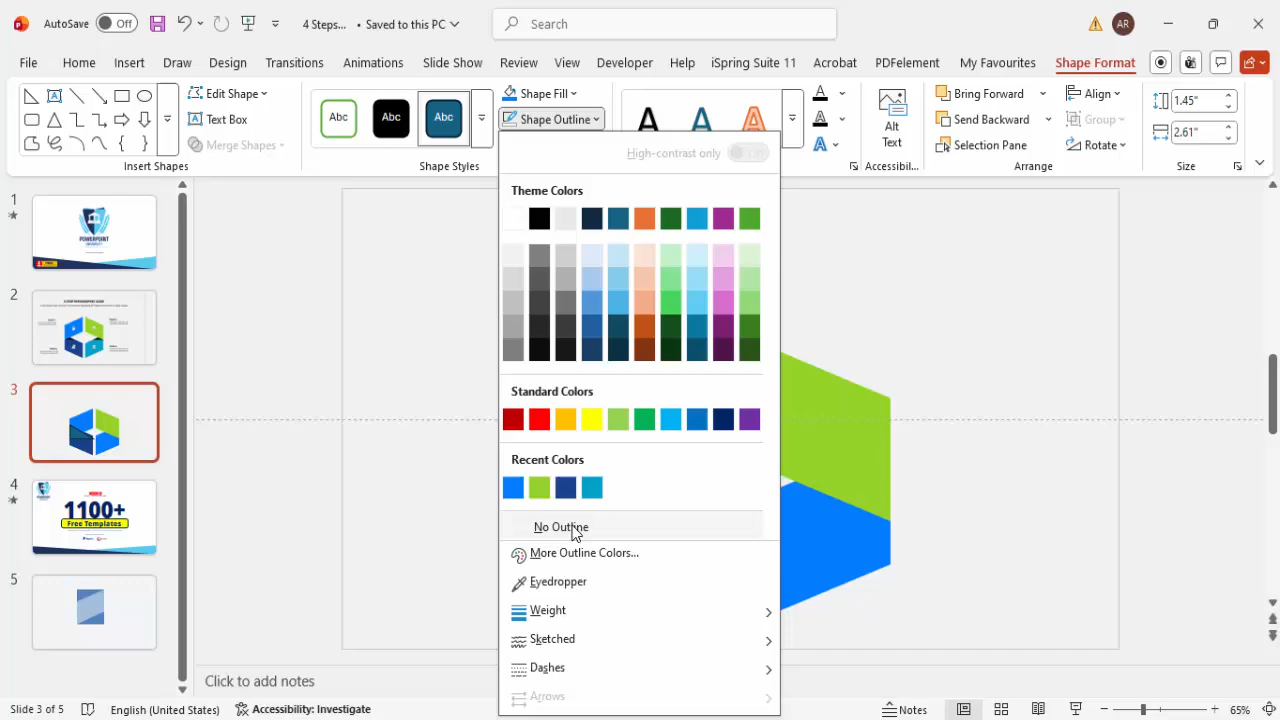 AutoSave Off 4 Steps... • Saved to this PC Search AR
File Home Insert Draw Design Transitions Animations Slide Show Review View Developer Help iSpring Suite 11 Acrobat PDFelement My Favourites Shape Format
Edit Shape
Text Box
Merge Shapes
Insert Shapes
Abc Abc Abc
Shape Styles
Shape Fill
Shape Outline
A A A
A
A
A
Alt
Text
Accessibil...
Bring Forward
Send Backward
Selection Pane
Align
Group
Rotate
Arrange
1.45"
2.61"
Size
High-contrast only Off
Theme Colors
Standard Colors
Recent Colors
No Outline
More Outline Colors...
Eyedropper
Weight
Sketched
Dashes
Arrows
1
POWERPOINT
UNIVERSITY
2
3
4
1100+
Free Templates
5
Click to add notes
Slide 3 of 5 English (United States) Accessibility: Investigate Notes 65%